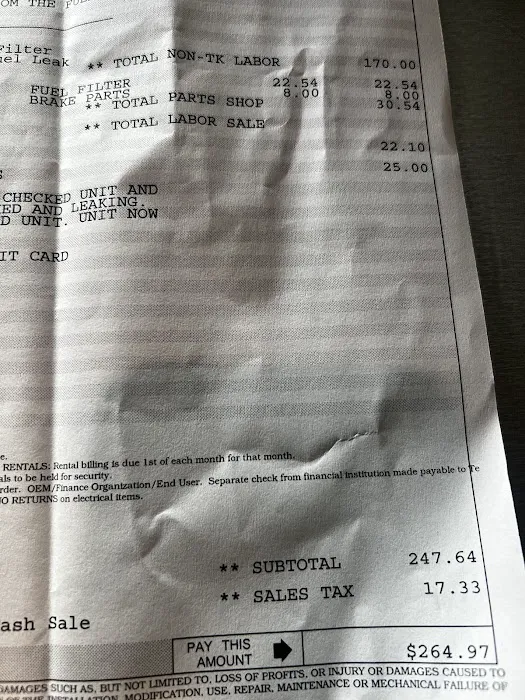 OM THE
Filter
el Leak ** TOTAL NON-TK LABOR 170.00
FUEL FILTER 22.54 22.54
BRAKE PARTS 8.00 8.00
** TOTAL PARTS SHOP 30.54
** TOTAL LABOR SALE
22.10
25.00
CHECKED UNIT AND
ED AND LEAKING.
D UNIT. UNIT NOW
IT CARD
e.
RENTALS: Rental billing is due 1st of each month for that month.
als to be held for security.
rder. OEM/Finance Organization/End User. Separate check from financial institution made payable to Te
O RETURNS on electrical items.
** SUBTOTAL 247.64
** SALES TAX 17.33
ash Sale
PAY THIS AMOUNT $264.97
DAMAGES SUCH AS, BUT NOT LIMITED TO, LOSS OF PROFITS, OR INJURY OR DAMAGES CAUSED TO
MODIFICATION, USE, REPAIR, MAINTENANCE OR MECHANICAL FAILURE OF